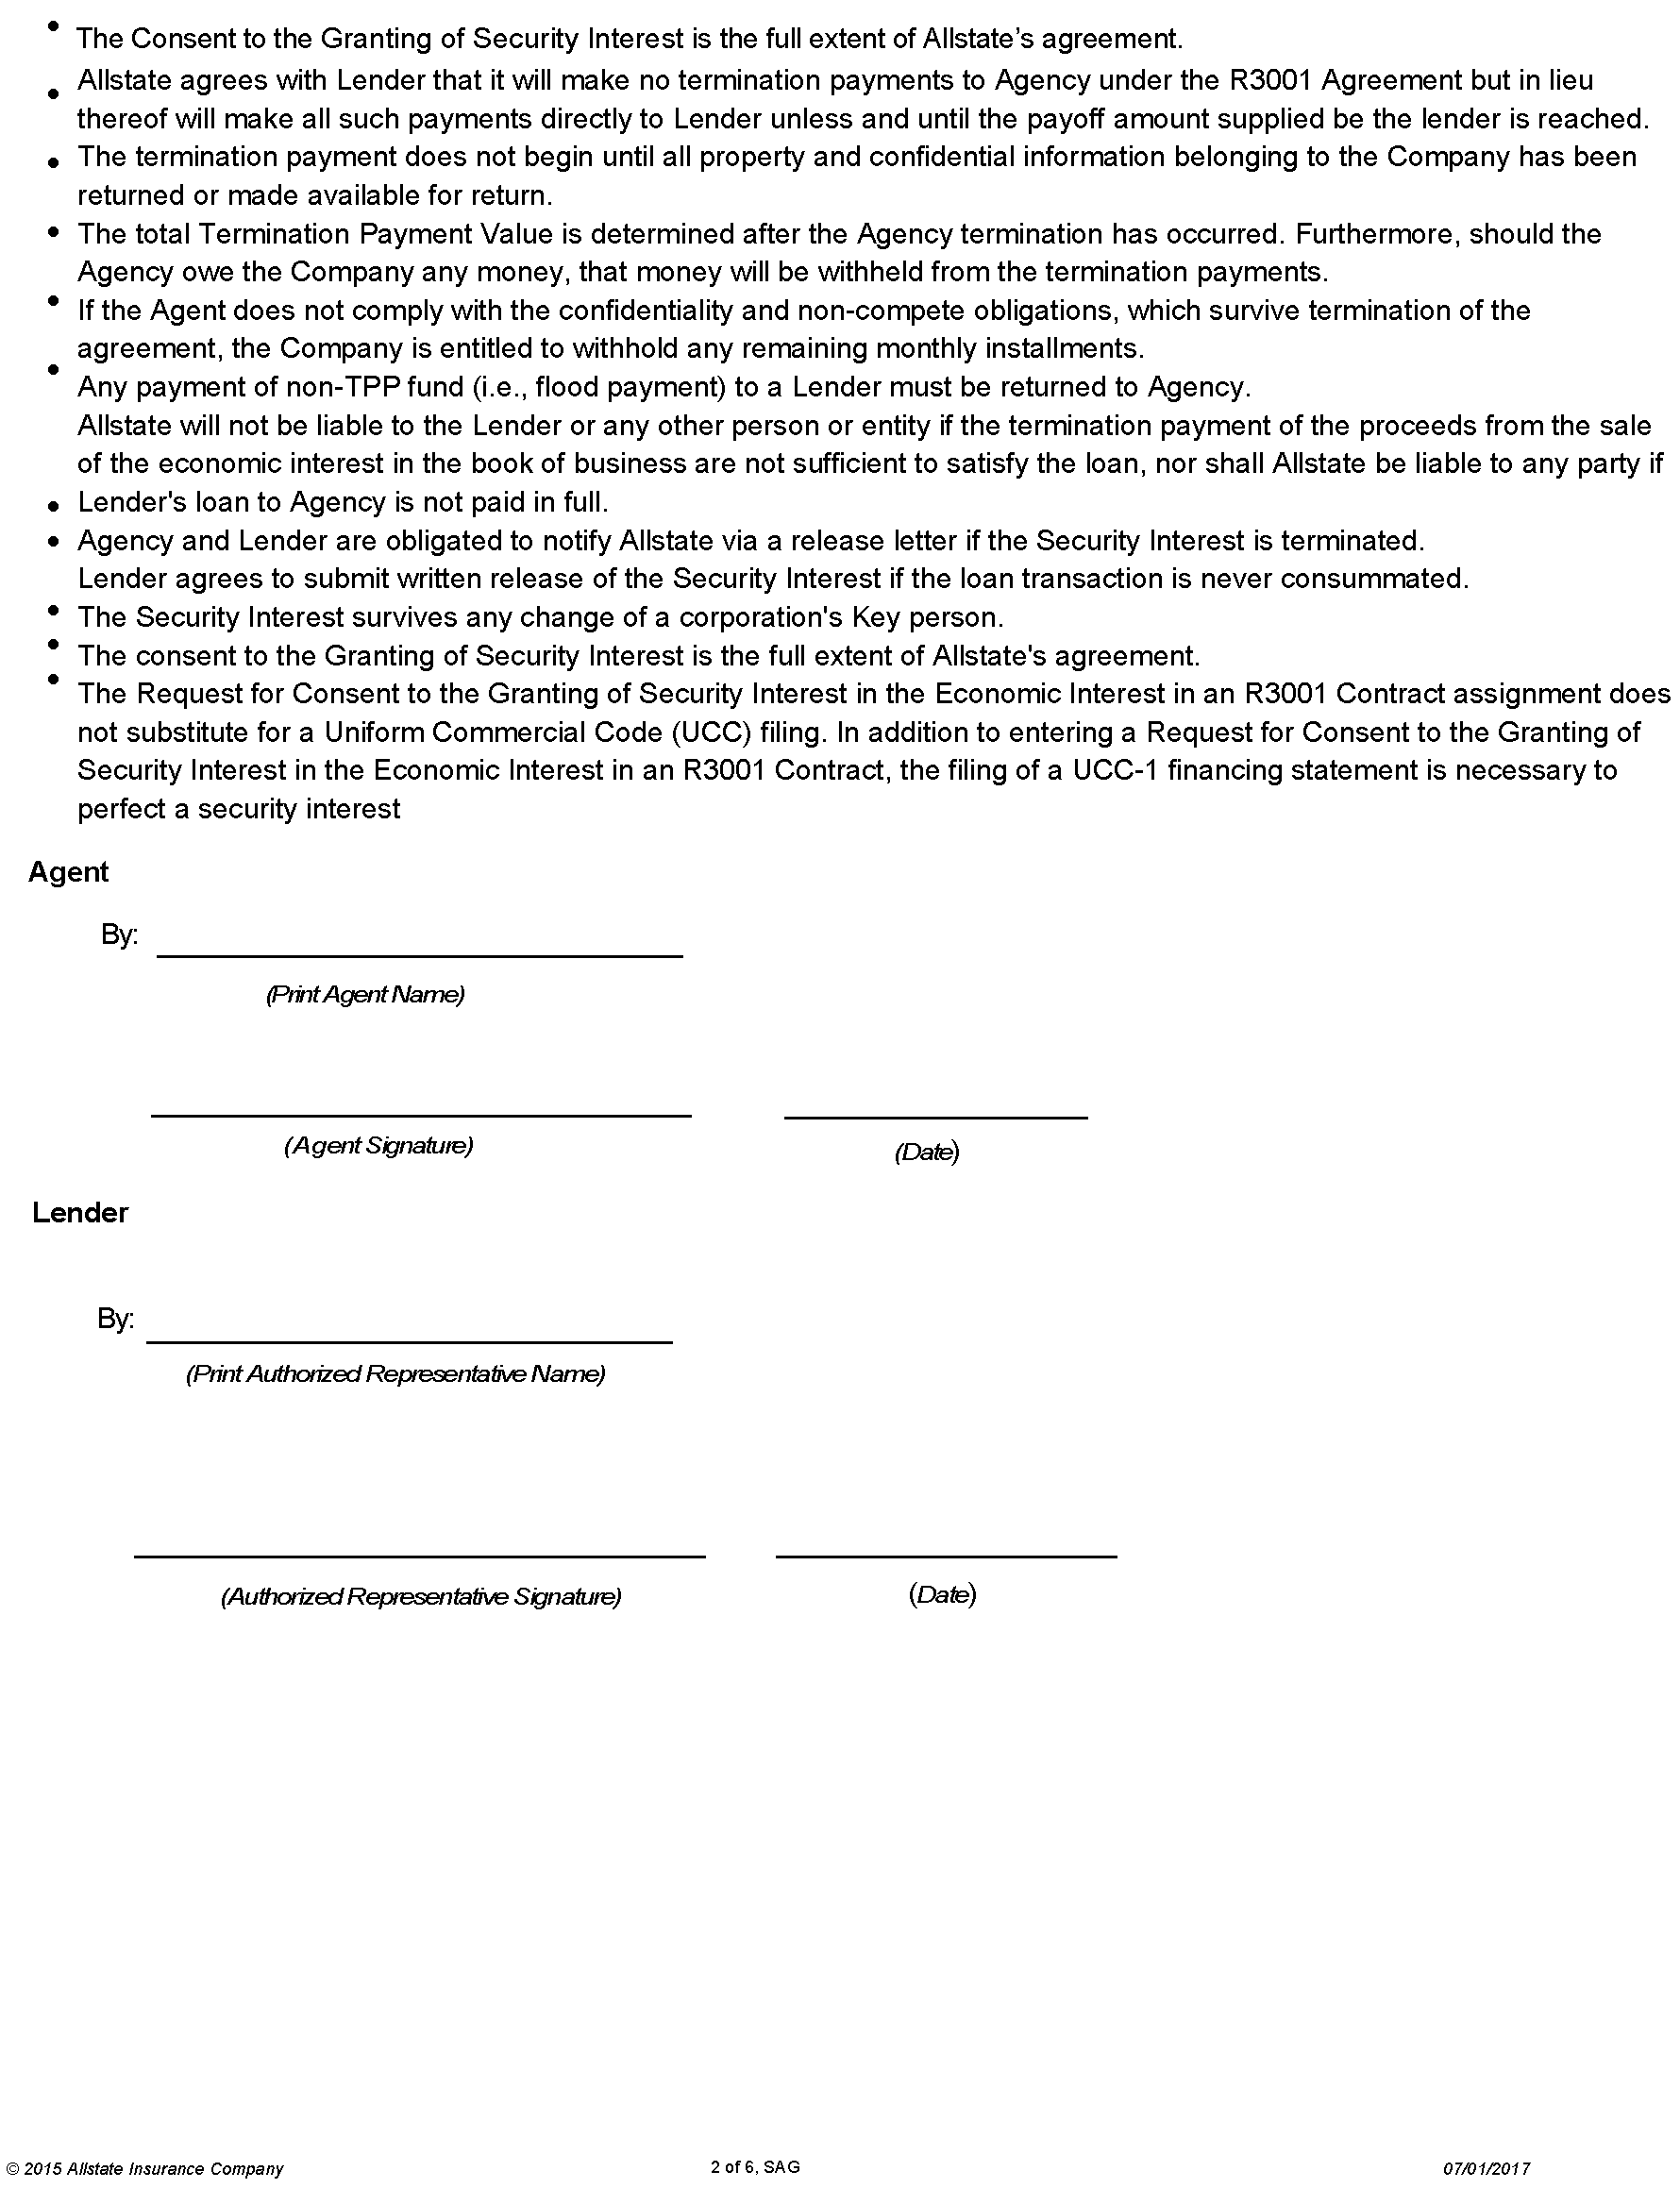 • The Consent to the Granting of Security Interest is the full extent of Allstate’s agreement.
• Allstate agrees with Lender that it will make no termination payments to Agency under the R3001 Agreement but in lieu
thereof will make all such payments directly to Lender unless and until the payoff amount supplied be the lender is reached.
• The termination payment does not begin until all property and confidential information belonging to the Company has been
returned or made available for return.
• The total Termination Payment Value is determined after the Agency termination has occurred. Furthermore, should the
Agency owe the Company any money, that money will be withheld from the termination payments.
• If the Agent does not comply with the confidentiality and non-compete obligations, which survive termination of the
agreement, the Company is entitled to withhold any remaining monthly installments.
• Any payment of non-TPP fund (i.e., flood payment) to a Lender must be returned to Agency.
Allstate will not be liable to the Lender or any other person or entity if the termination payment of the proceeds from the sale
of the economic interest in the book of business are not sufficient to satisfy the loan, nor shall Allstate be liable to any party if
• Lender's loan to Agency is not paid in full.
• Agency and Lender are obligated to notify Allstate via a release letter if the Security Interest is terminated.
Lender agrees to submit written release of the Security Interest if the loan transaction is never consummated.
• The Security Interest survives any change of a corporation's Key person.
• The consent to the Granting of Security Interest is the full extent of Allstate's agreement.
• The Request for Consent to the Granting of Security Interest in the Economic Interest in an R3001 Contract assignment does
not substitute for a Uniform Commercial Code (UCC) filing. In addition to entering a Request for Consent to the Granting of
Security Interest in the Economic Interest in an R3001 Contract, the filing of a UCC-1 financing statement is necessary to
perfect a security interest
Agent
By:
(Print Agent Name)
(Agent Signature) (Date)
Lender
By:
(Print Authorized Representative Name)
(Authorized Representative Signature) (Date)
© 2015 Allstate Insurance Company 2 of 6, SAG 07/01/2017